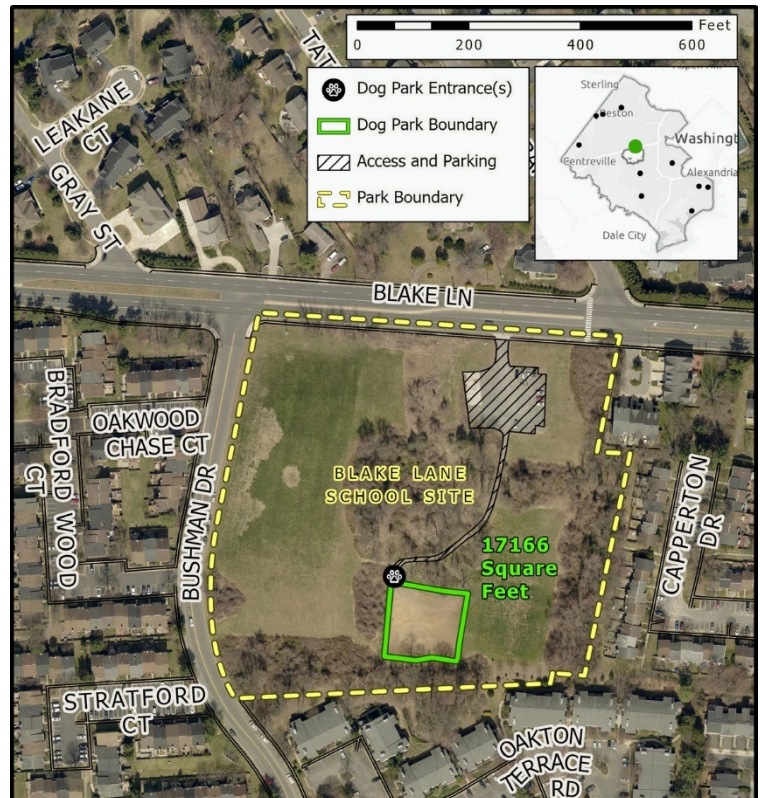 Feet
0 200 400 600
Dog Park Entrance(s)
Dog Park Boundary
Access and Parking
Park Boundary
Sterling
Reston
Washingt
Centreville
Alexandria
Dale City
LEAKANE
CT
GRAY ST
TAT
BLAKE LN
BRADFORD WOOD
CT
OAKWOOD
CHASE CT
BUSHMAN DR
BLAKE LANE
SCHOOL SITE
17166
Square
Feet
CAPPERTON
DR
STRATFORD
CT
OAKTON
TERRACE
RD